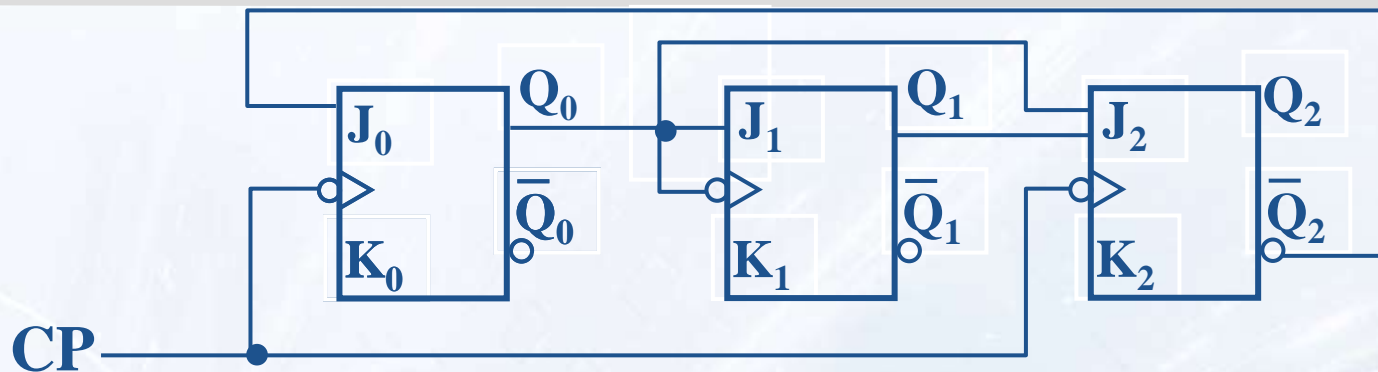 Q₀ Q₁ Q₂
J₀ J₁ J₂
Q̅₀ Q̅₁ Q̅₂
K₀ K₁ K₂
CP